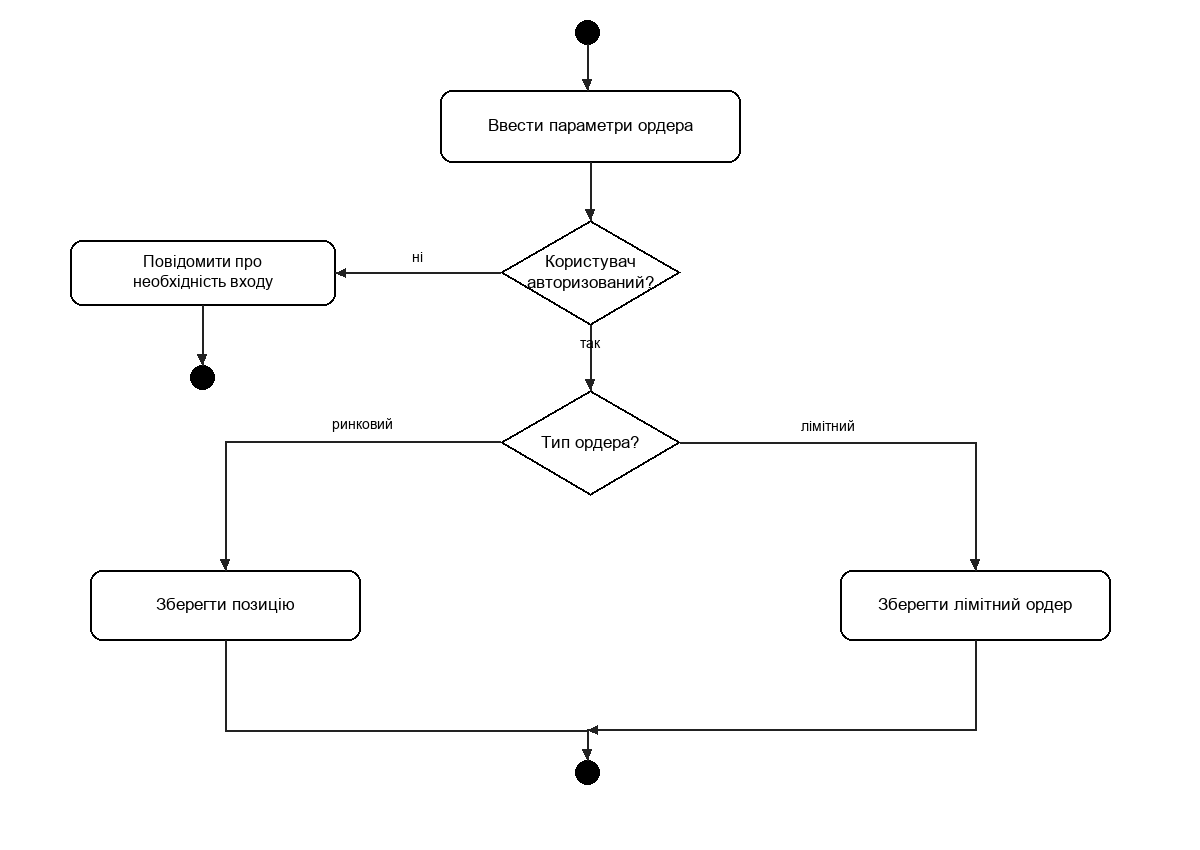 Ввести параметри ордера
Користувач
авторизований?
ні
Повідомити про
необхідність входу
так
Тип ордера?
ринковий
лімітний
Зберегти позицію
Зберегти лімітний ордер